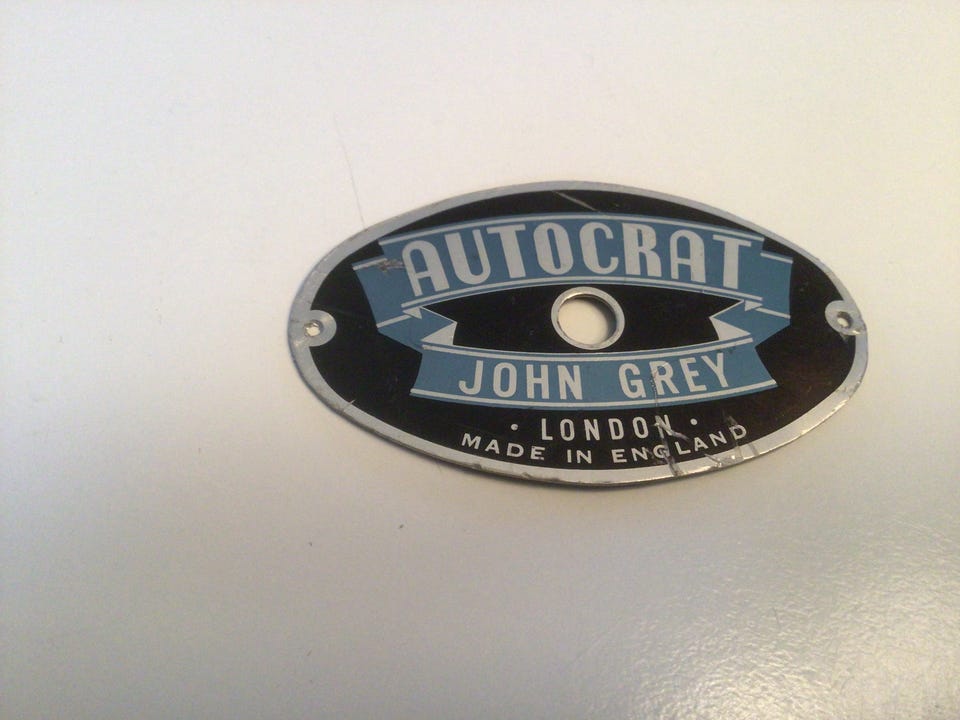 AUTOCRAT
JOHN GREY
· LONDON ·
MADE IN ENGLAND